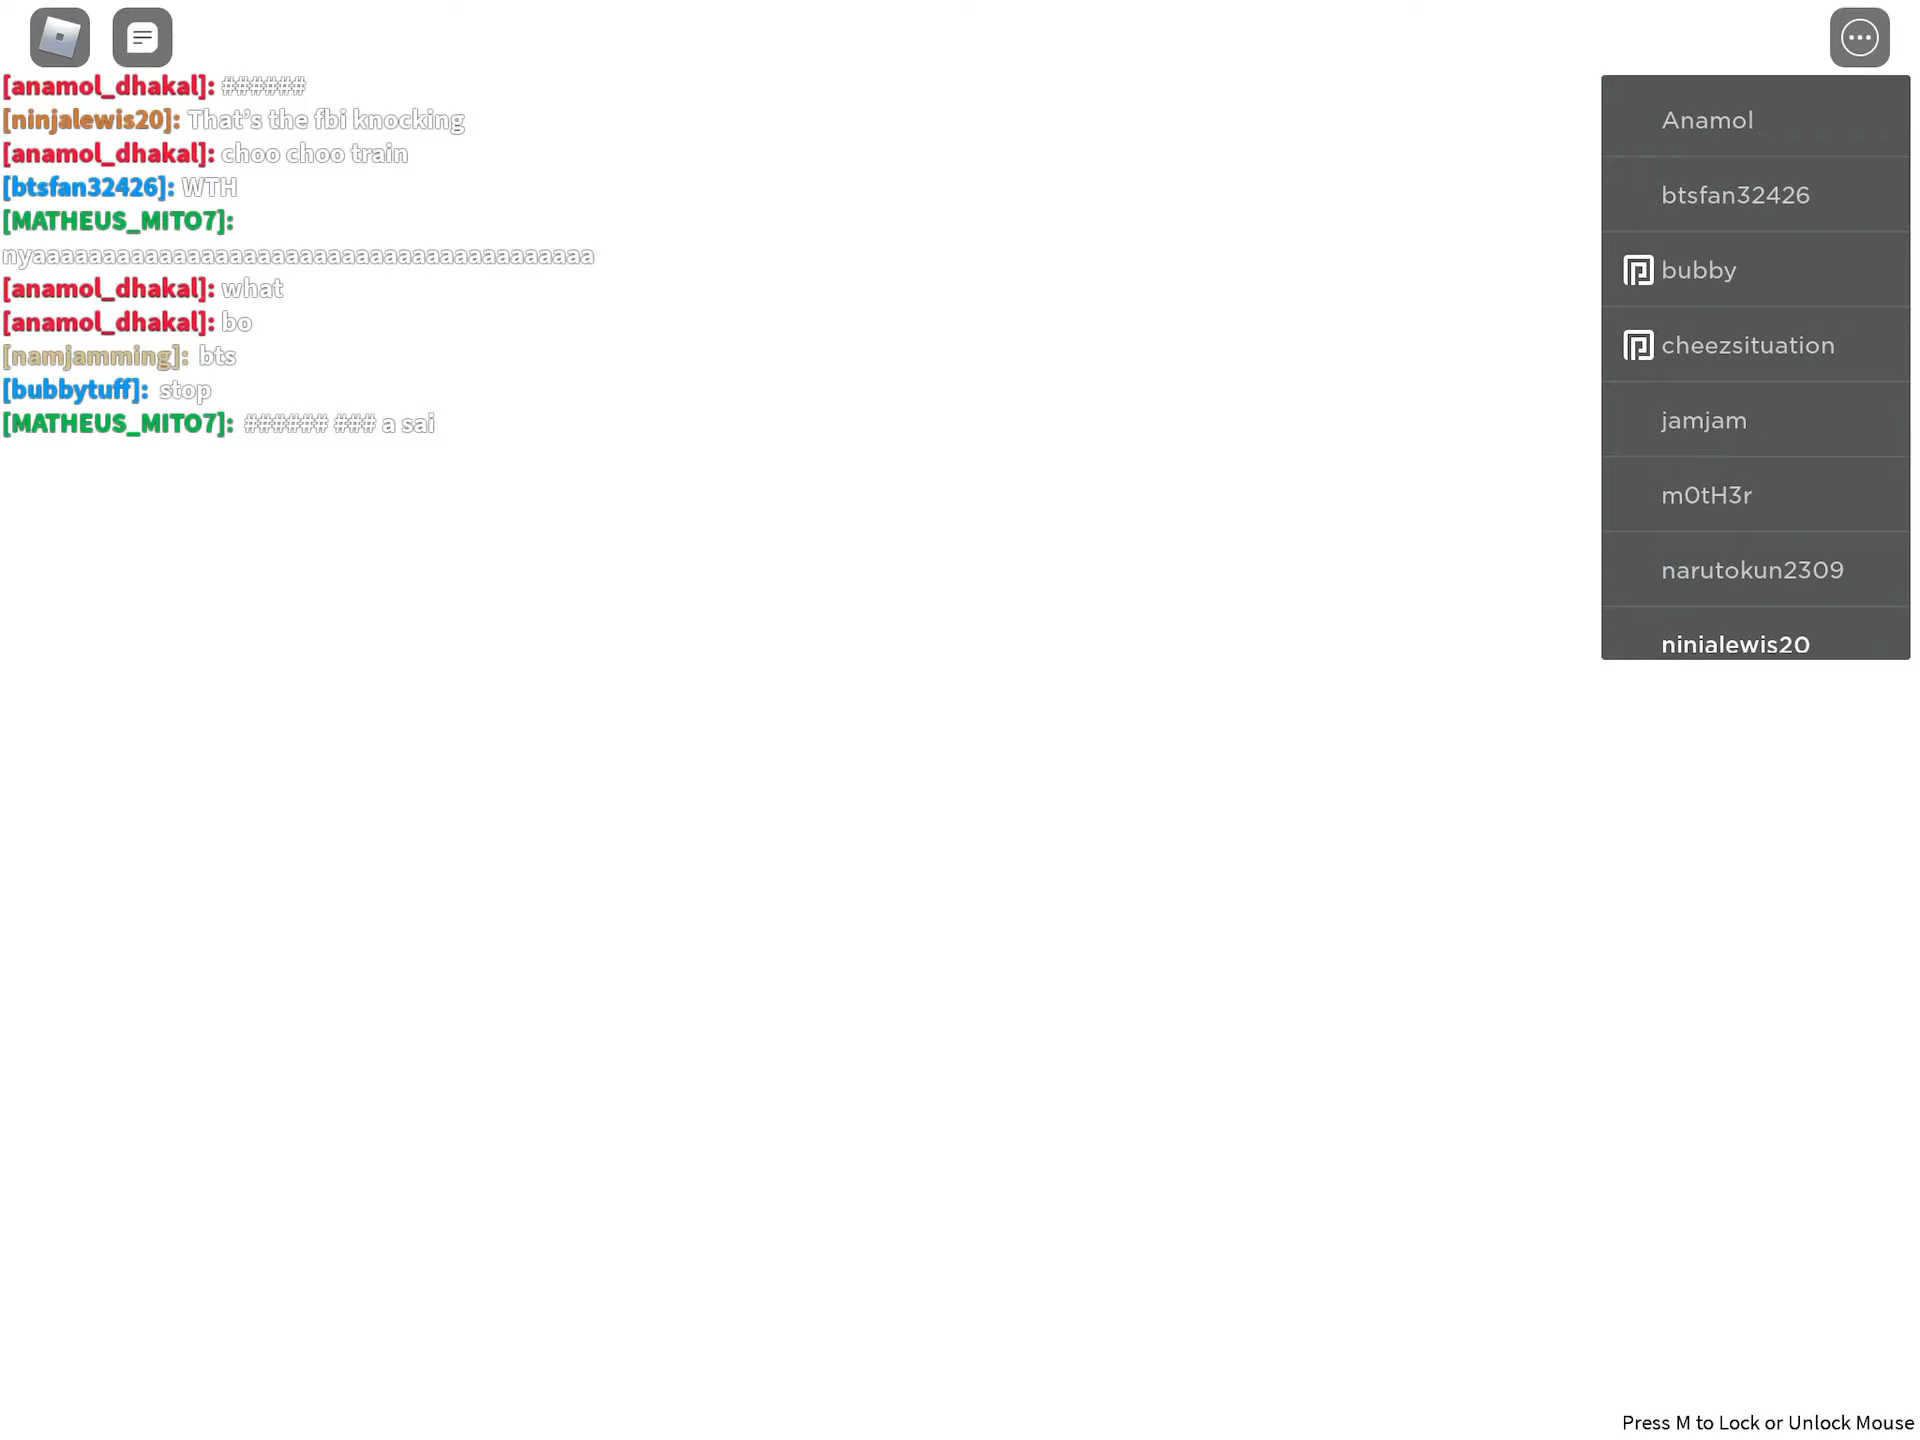 [anamol_dhakal]: ######
[ninjalewis20]: That's the fbi knocking
[anamol_dhakal]: choo choo train
[btsfan32426]: WTH
[MATHEUS_MITO7]:
nyaaaaaaaaaaaaaaaaaaaaaaaaaaaaaaaaaaaaaaaa
[anamol_dhakal]: what
[anamol_dhakal]: bo
[namjamming]: bts
[bubbytuff]: stop
[MATHEUS_MITO7]: ###### ### a sai
Anamol
btsfan32426
bubby
cheezsituation
jamjam
m0tH3r
narutokun2309
ninjalewis20
Press M to Lock or Unlock Mouse